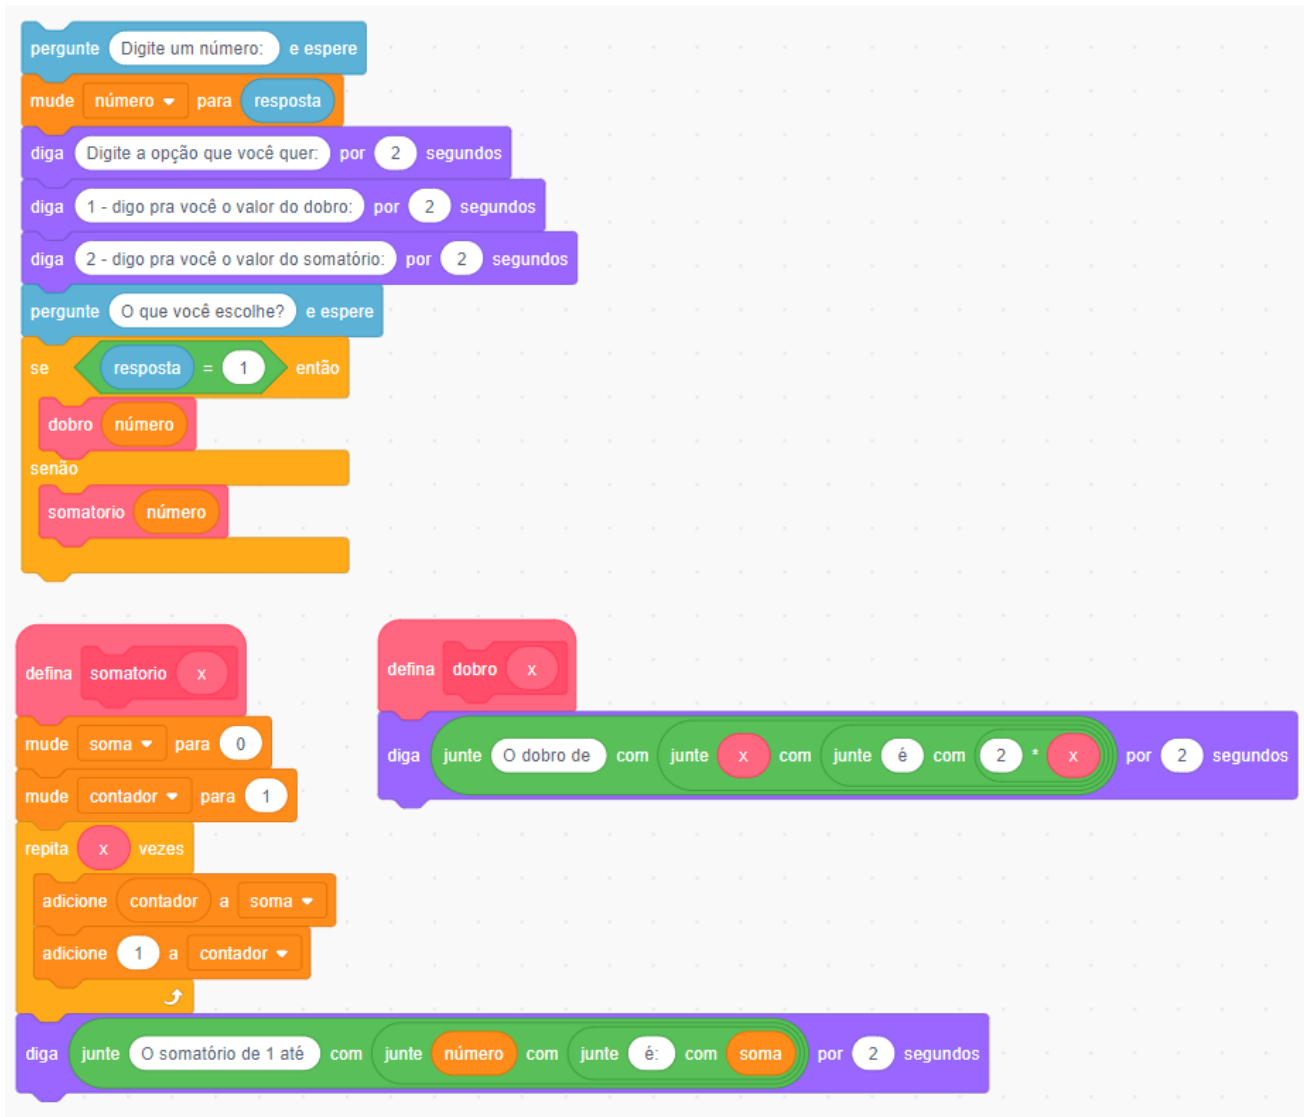 pergunte Digite um número: e espere
mude número para resposta
diga Digite a opção que você quer: por 2 segundos
diga 1 - digo pra você o valor do dobro: por 2 segundos
diga 2 - digo pra você o valor do somatório: por 2 segundos
pergunte O que você escolhe? e espere
se resposta = 1 então
dobro número
senão
somatorio número
defina somatorio x
mude soma para 0
mude contador para 1
repita x vezes
adicione contador a soma
adicione 1 a contador
diga junte O somatório de 1 até com junte número com junte é: com soma por 2 segundos
defina dobro x
diga junte O dobro de com junte x com junte é com 2 * x por 2 segundos